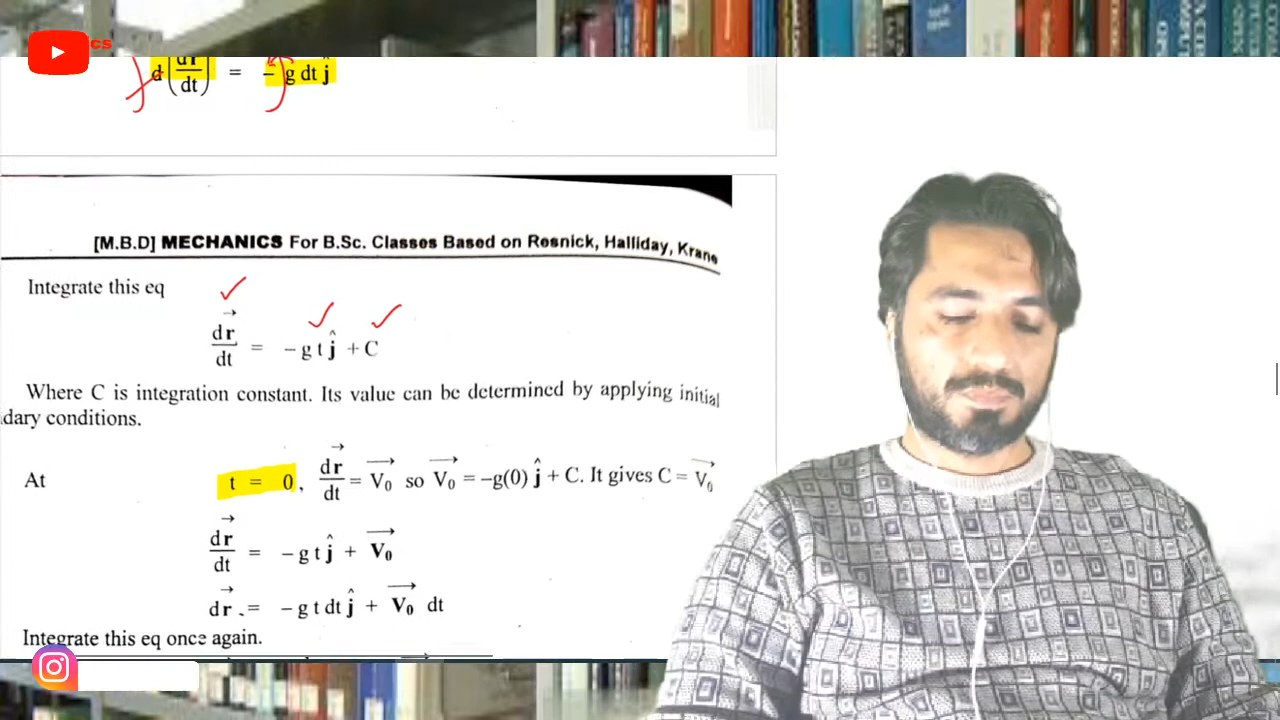 cs
d(dr/dt) = − g dt ĵ
[M.B.D] MECHANICS For B.Sc. Classes Based on Resnick, Halliday, Krane
Integrate this eq
dr⃗/dt = − g t ĵ + C
Where C is integration constant. Its value can be determined by applying initial
dary conditions.
At t = 0, dr⃗/dt = V₀⃗ so V₀⃗ = −g(0) ĵ + C. It gives C = V₀⃗
dr⃗/dt = − g t ĵ + V₀⃗
dr⃗ = − g t dt ĵ + V₀⃗ dt
Integrate this eq once again.